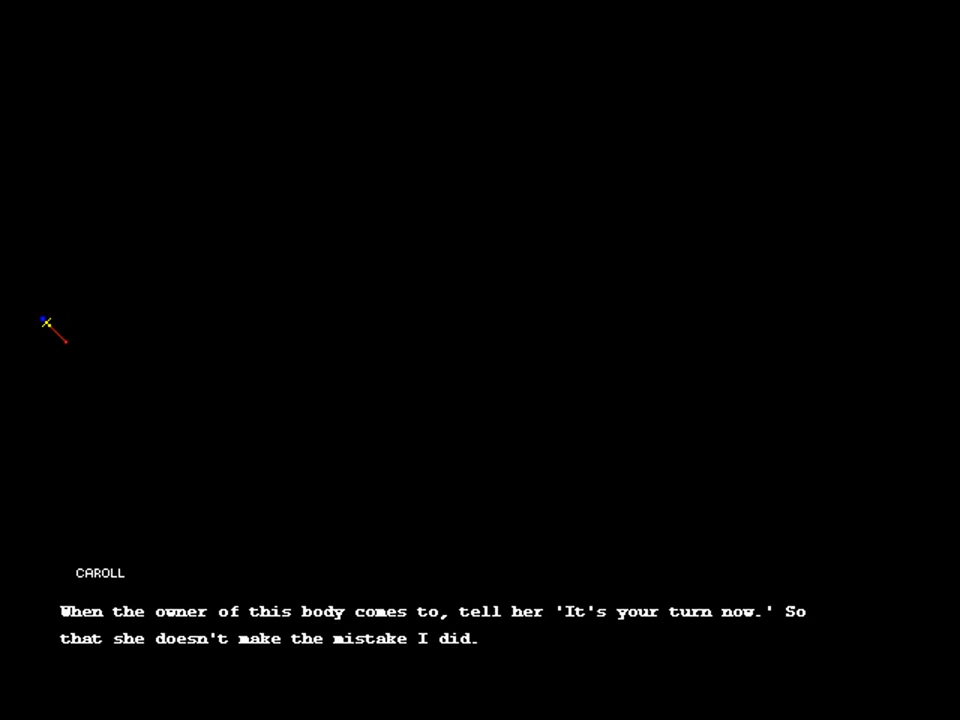 CAROLL
When the owner of this body comes to, tell her 'It's your turn now.' So
that she doesn't make the mistake I did.